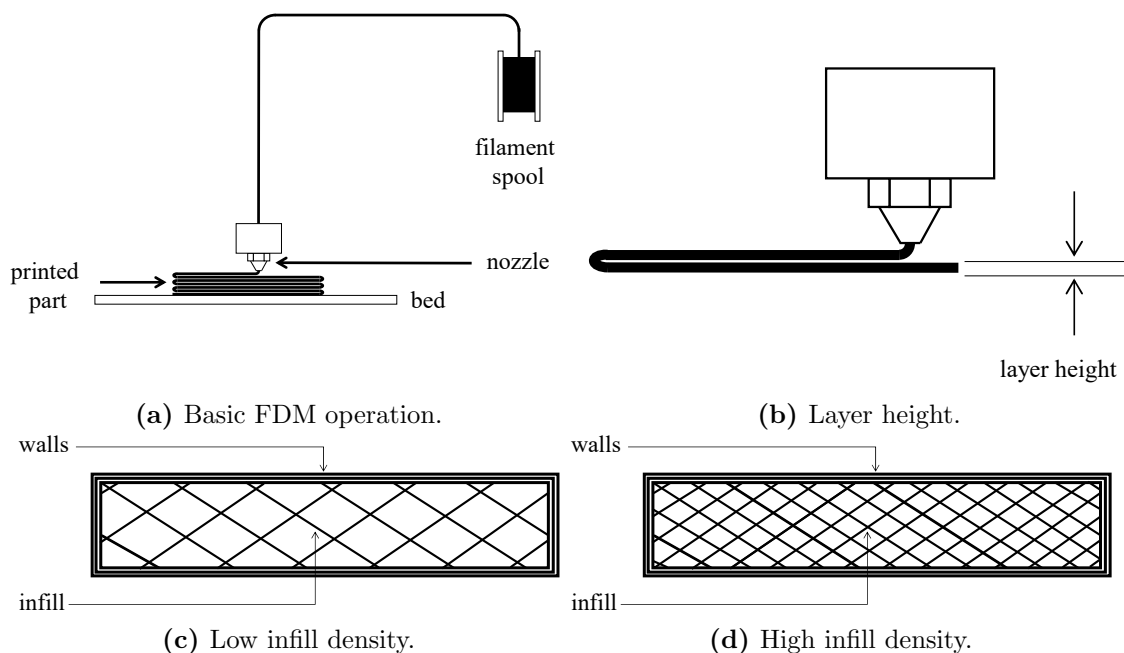 filament
spool
printed
part
nozzle
bed
layer height
(a) Basic FDM operation.
(b) Layer height.
walls
walls
infill
infill
(c) Low infill density.
(d) High infill density.